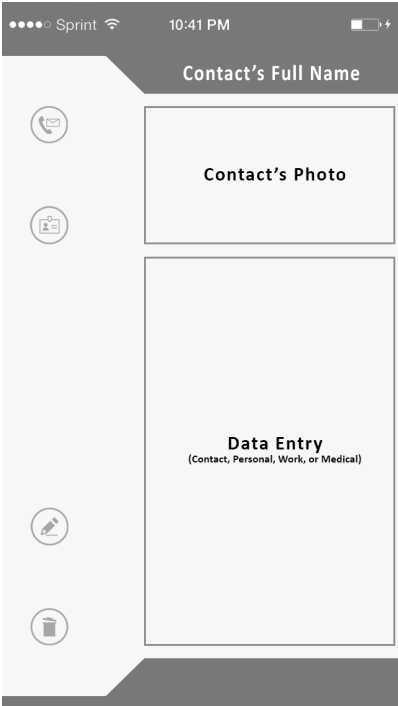 Sprint 10:41 PM
Contact's Full Name
Contact's Photo
Data Entry
(Contact, Personal, Work, or Medical)